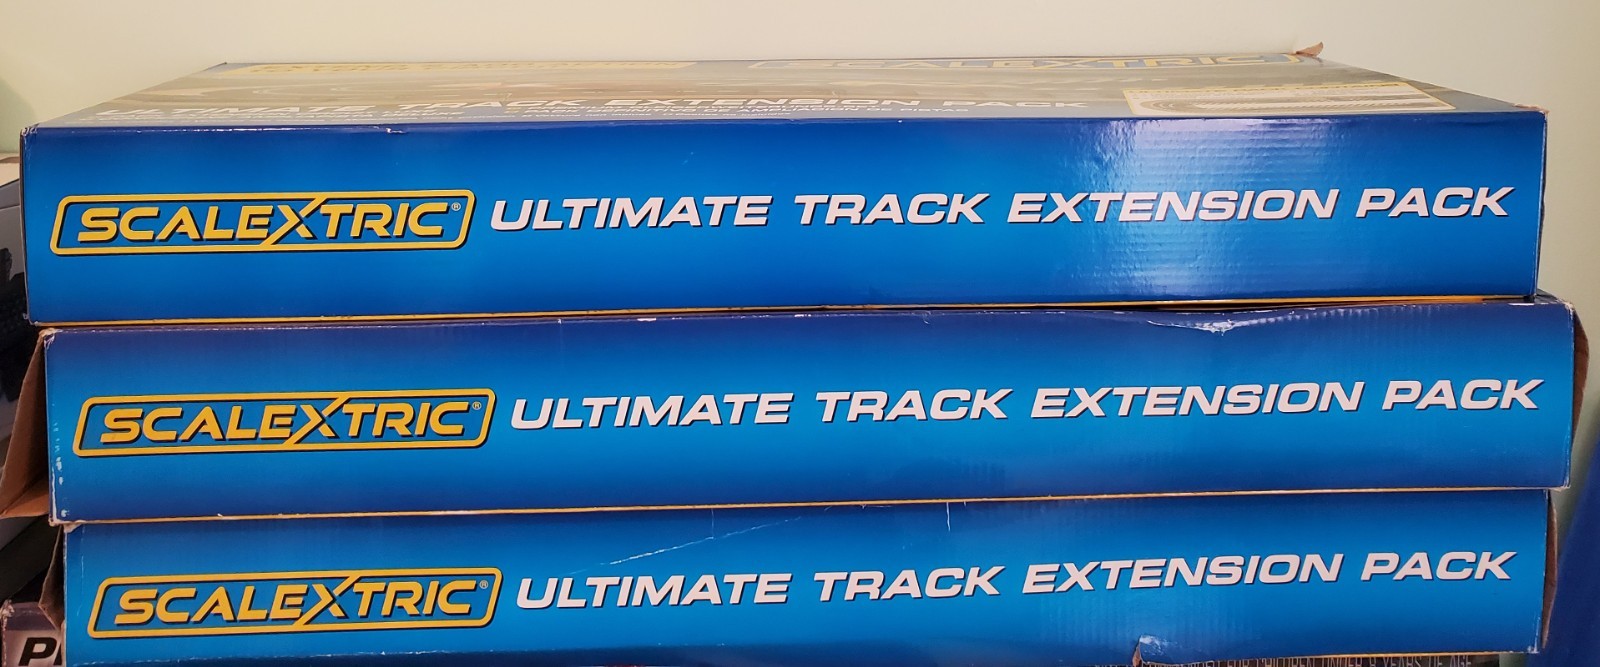 SCALEXTRIC
ULTIMATE TRACK EXTENSION PACK
SCALEXTRIC® ULTIMATE TRACK EXTENSION PACK
SCALEXTRIC® ULTIMATE TRACK EXTENSION PACK
SCALEXTRIC® ULTIMATE TRACK EXTENSION PACK